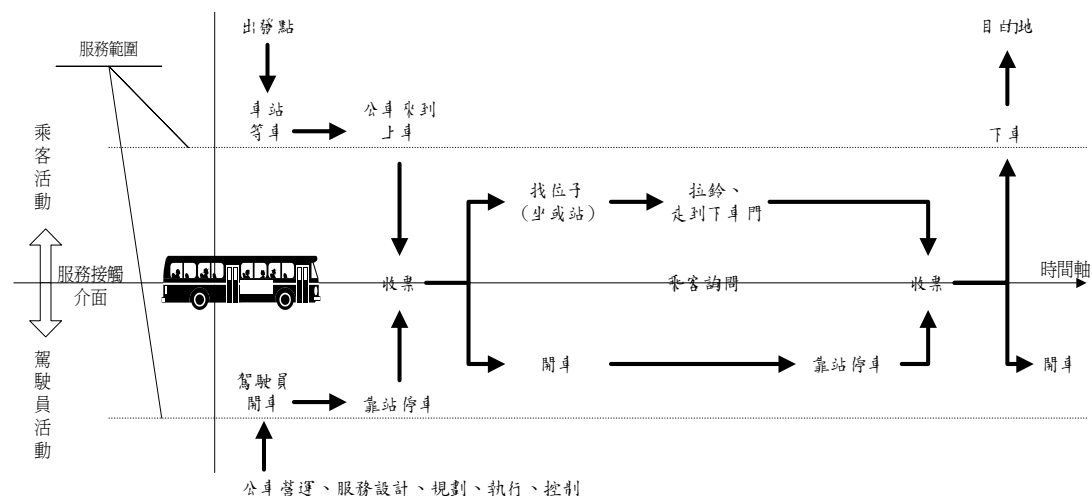 出發點
目的地
服務範圍
車站
等車
公車來到
上車
下車
乘客活動
找位子
(坐或站)
拉鈴、
走到下車門
服務接觸
介面
收票
乘客詢問
收票
時間軸
駕駛員活動
開車
靠站停車
開車
駕駛員
開車
靠站停車
公車營運、服務設計、規劃、執行、控制